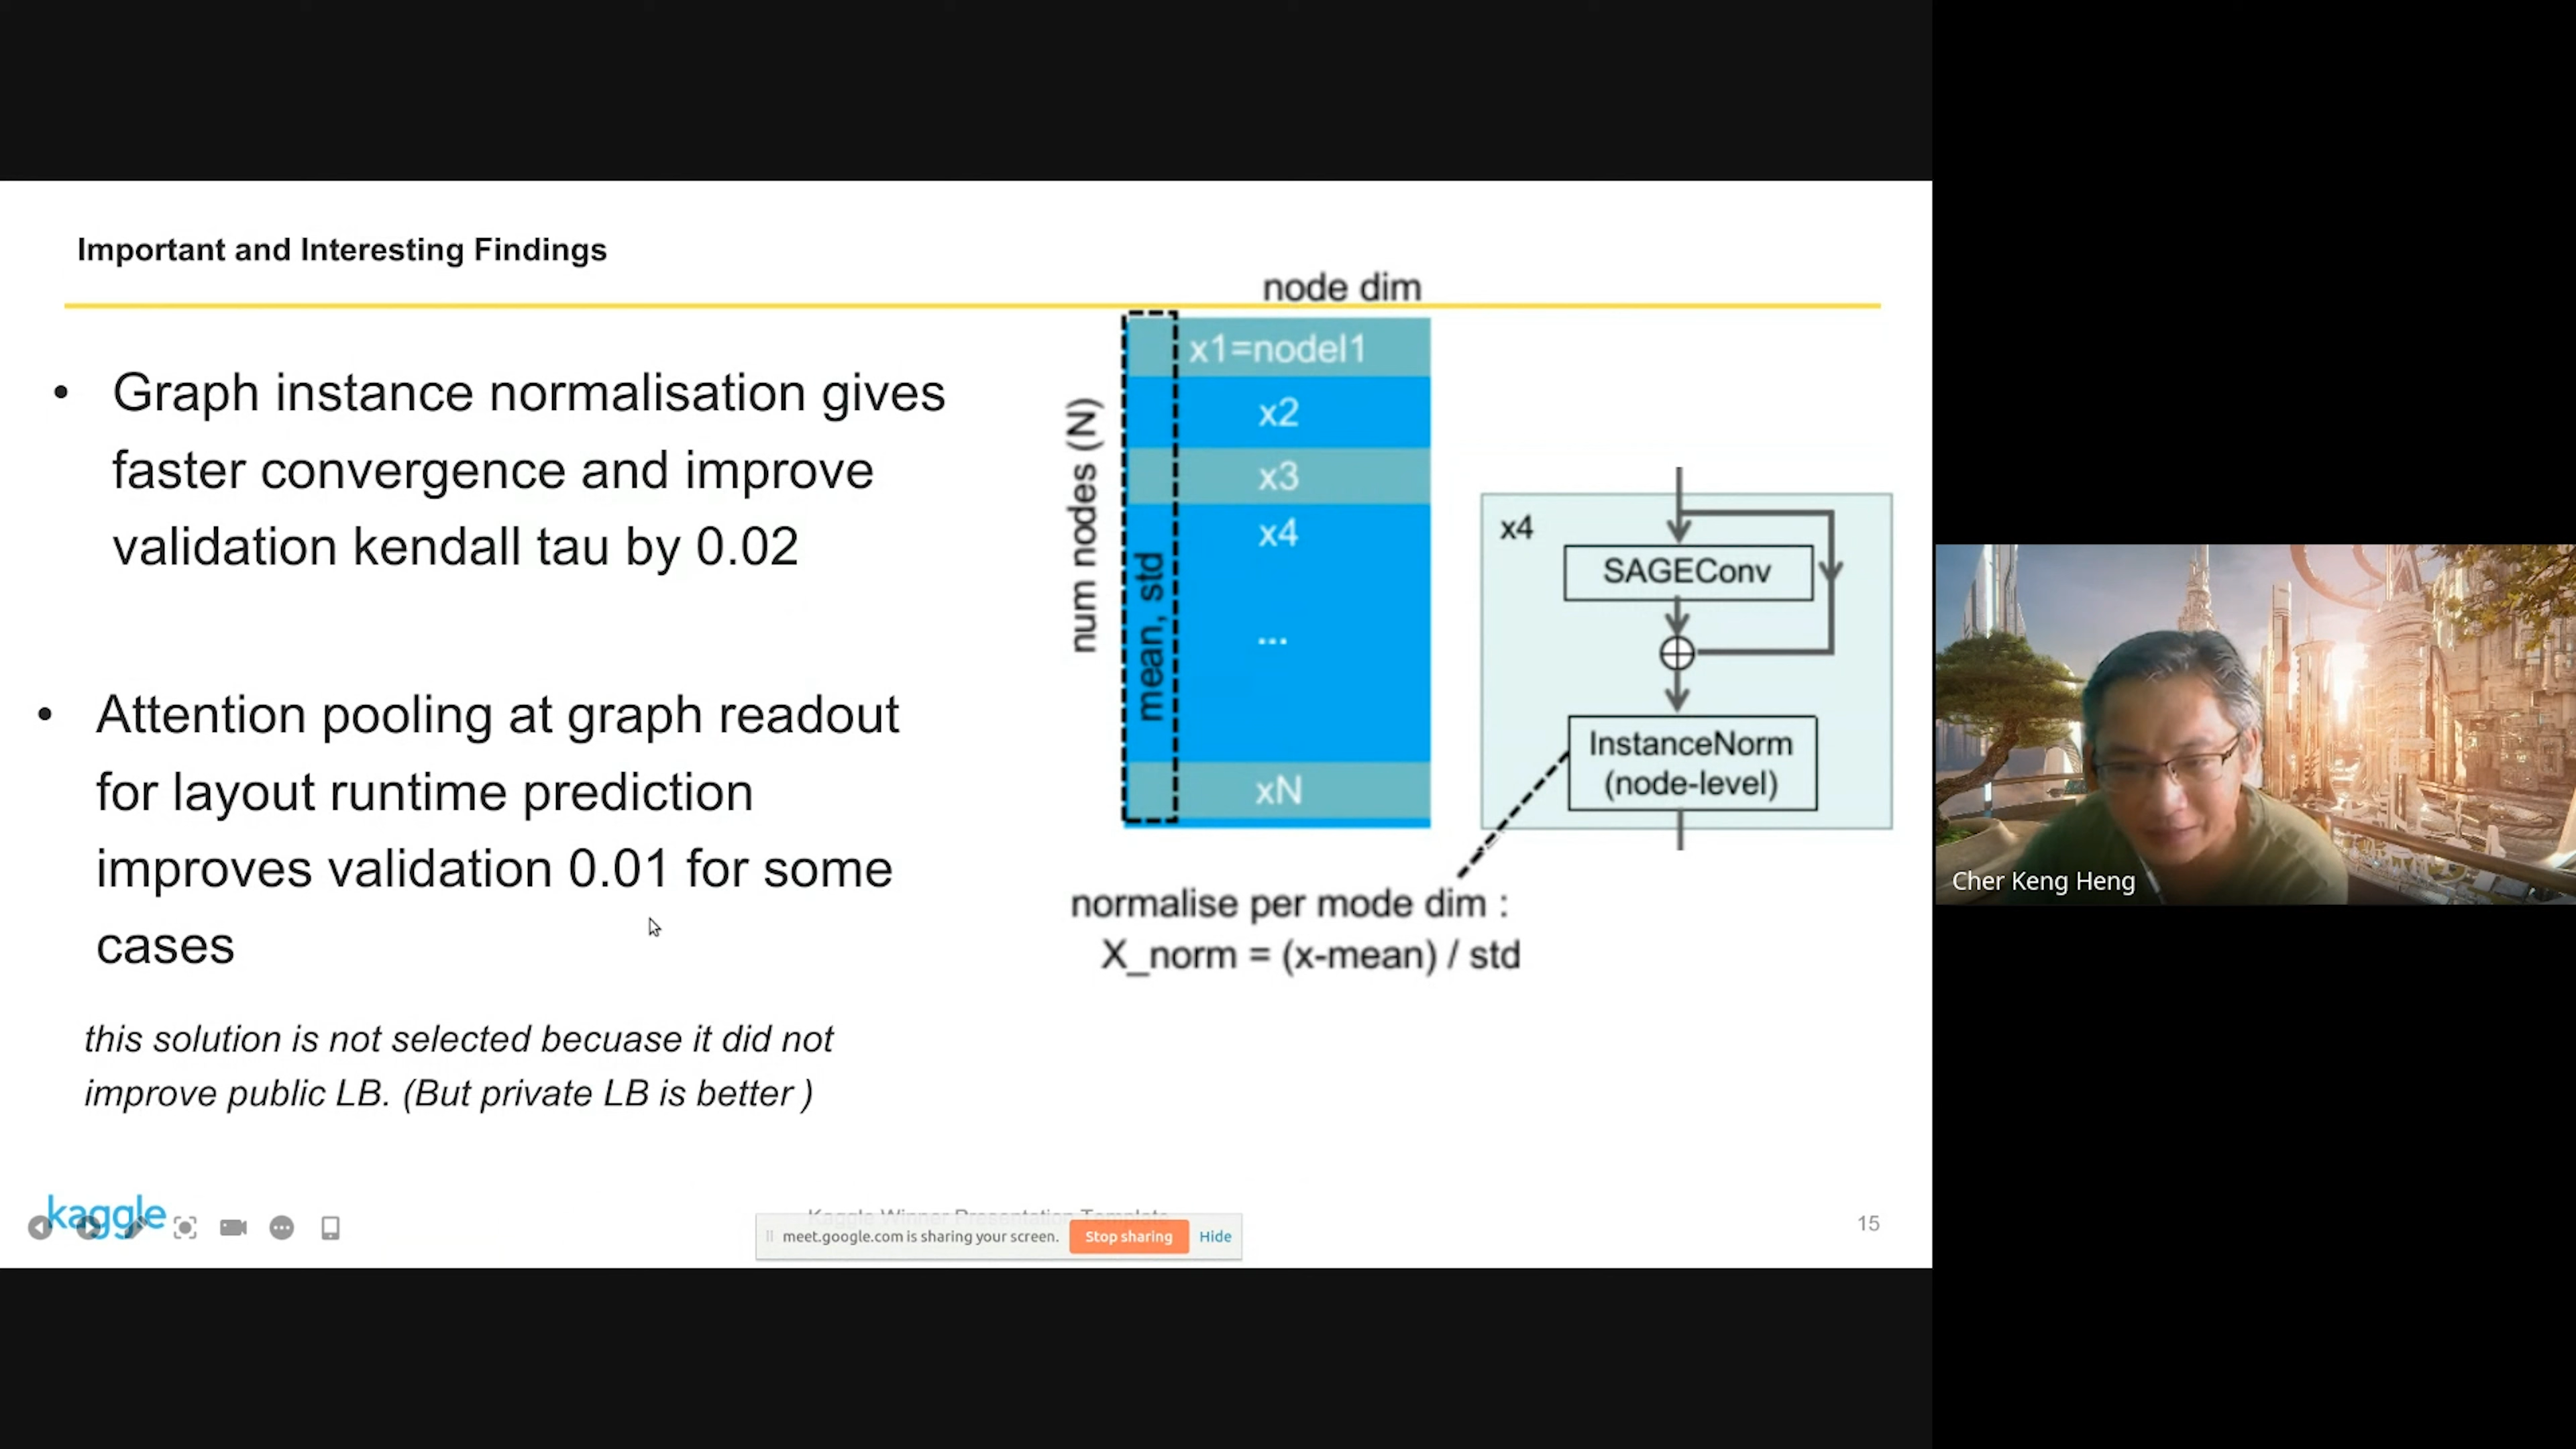 Important and Interesting Findings
• Graph instance normalisation gives
faster convergence and improve
validation kendall tau by 0.02
• Attention pooling at graph readout
for layout runtime prediction
improves validation 0.01 for some
cases
this solution is not selected becuase it did not
improve public LB. (But private LB is better )
node dim
num nodes (N)
mean, std
x1=nodel1
x2
x3
x4
...
xN
x4
SAGEConv
InstanceNorm
(node-level)
normalise per mode dim :
X_norm = (x-mean) / std
Cher Keng Heng
kaggle
Kaggle Winner Presentation Template
meet.google.com is sharing your screen.
Stop sharing
Hide
15